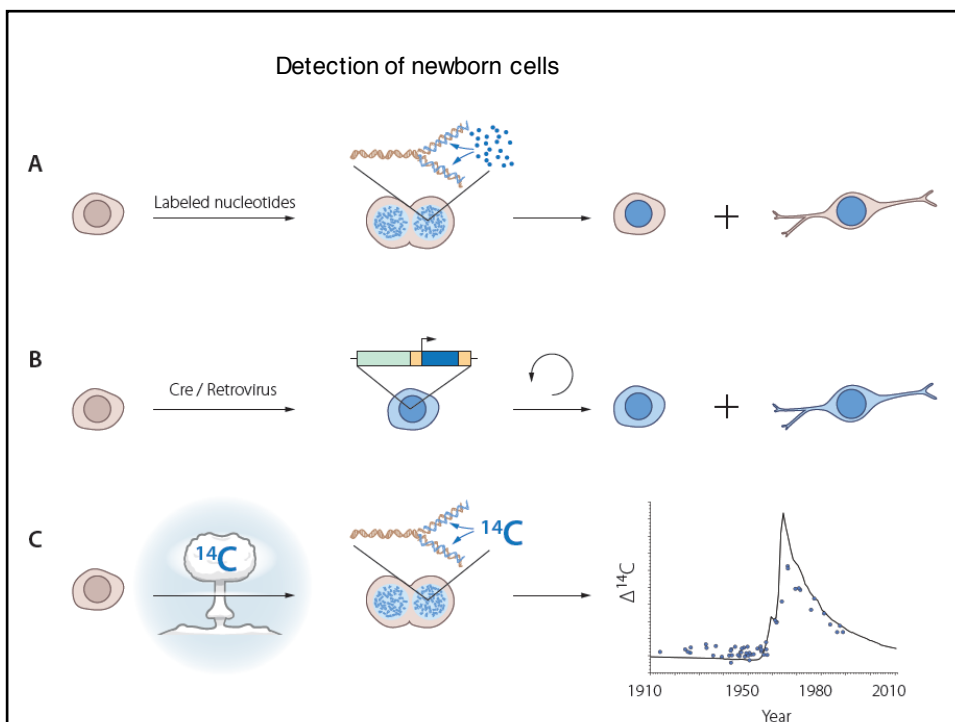 Detection of newborn cells
A
Labeled nucleotides
+
B
Cre / Retrovirus
+
C
14C
14C
Δ14C
1910 1950 1980 2010
Year